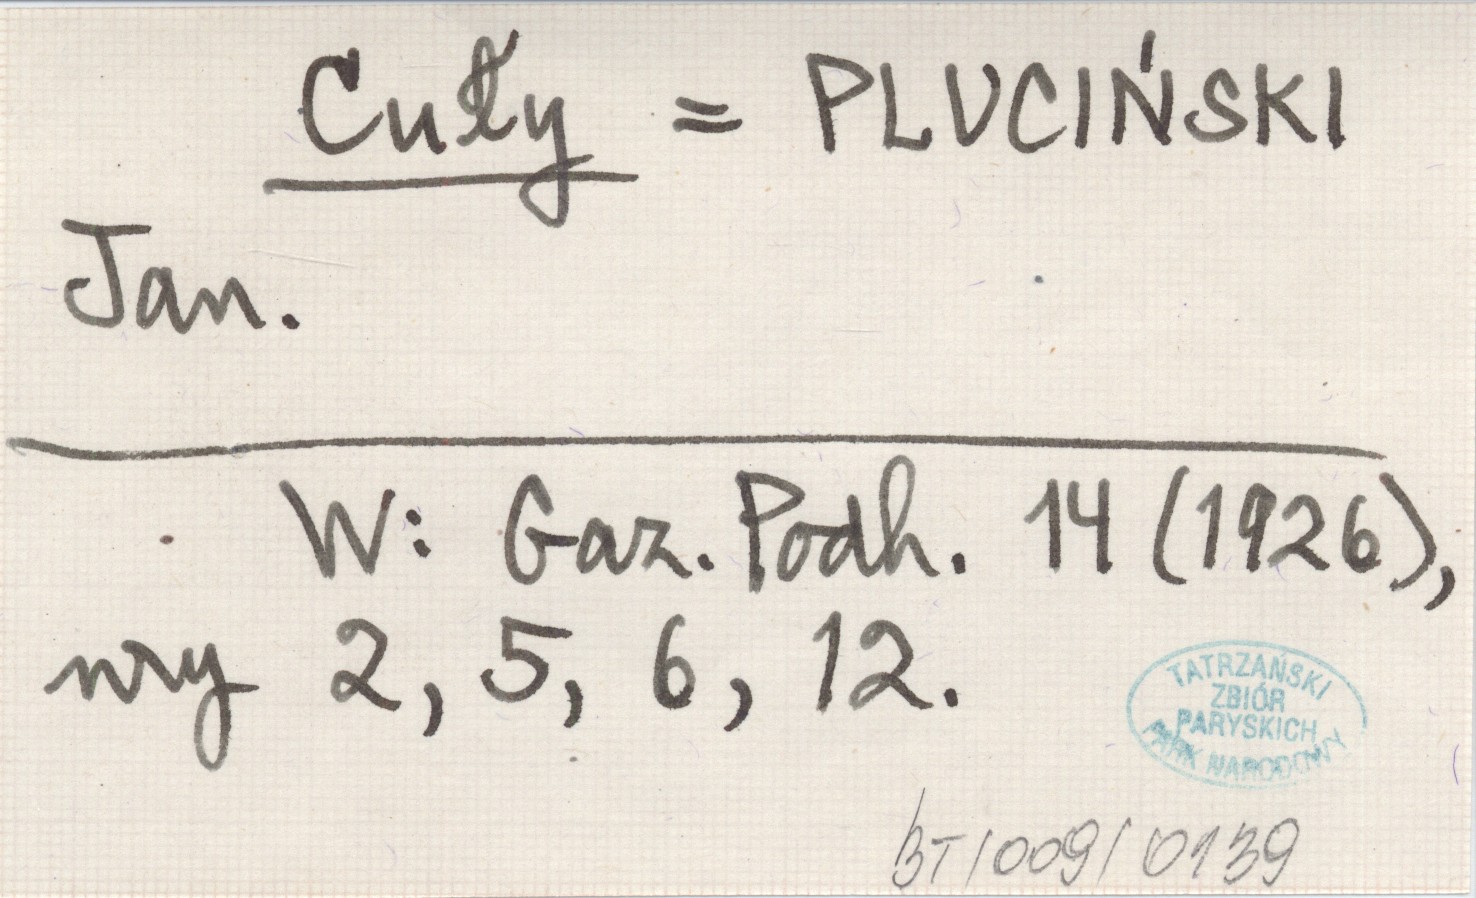 Cuły = PLUCIŃSKI
Jan.
W: Gaz. Podh. 14 (1926),
nry 2, 5, 6, 12.
TATRZAŃSKI
ZBIÓR
PARYSKICH
PARK NARODOWY
BT/009/0139